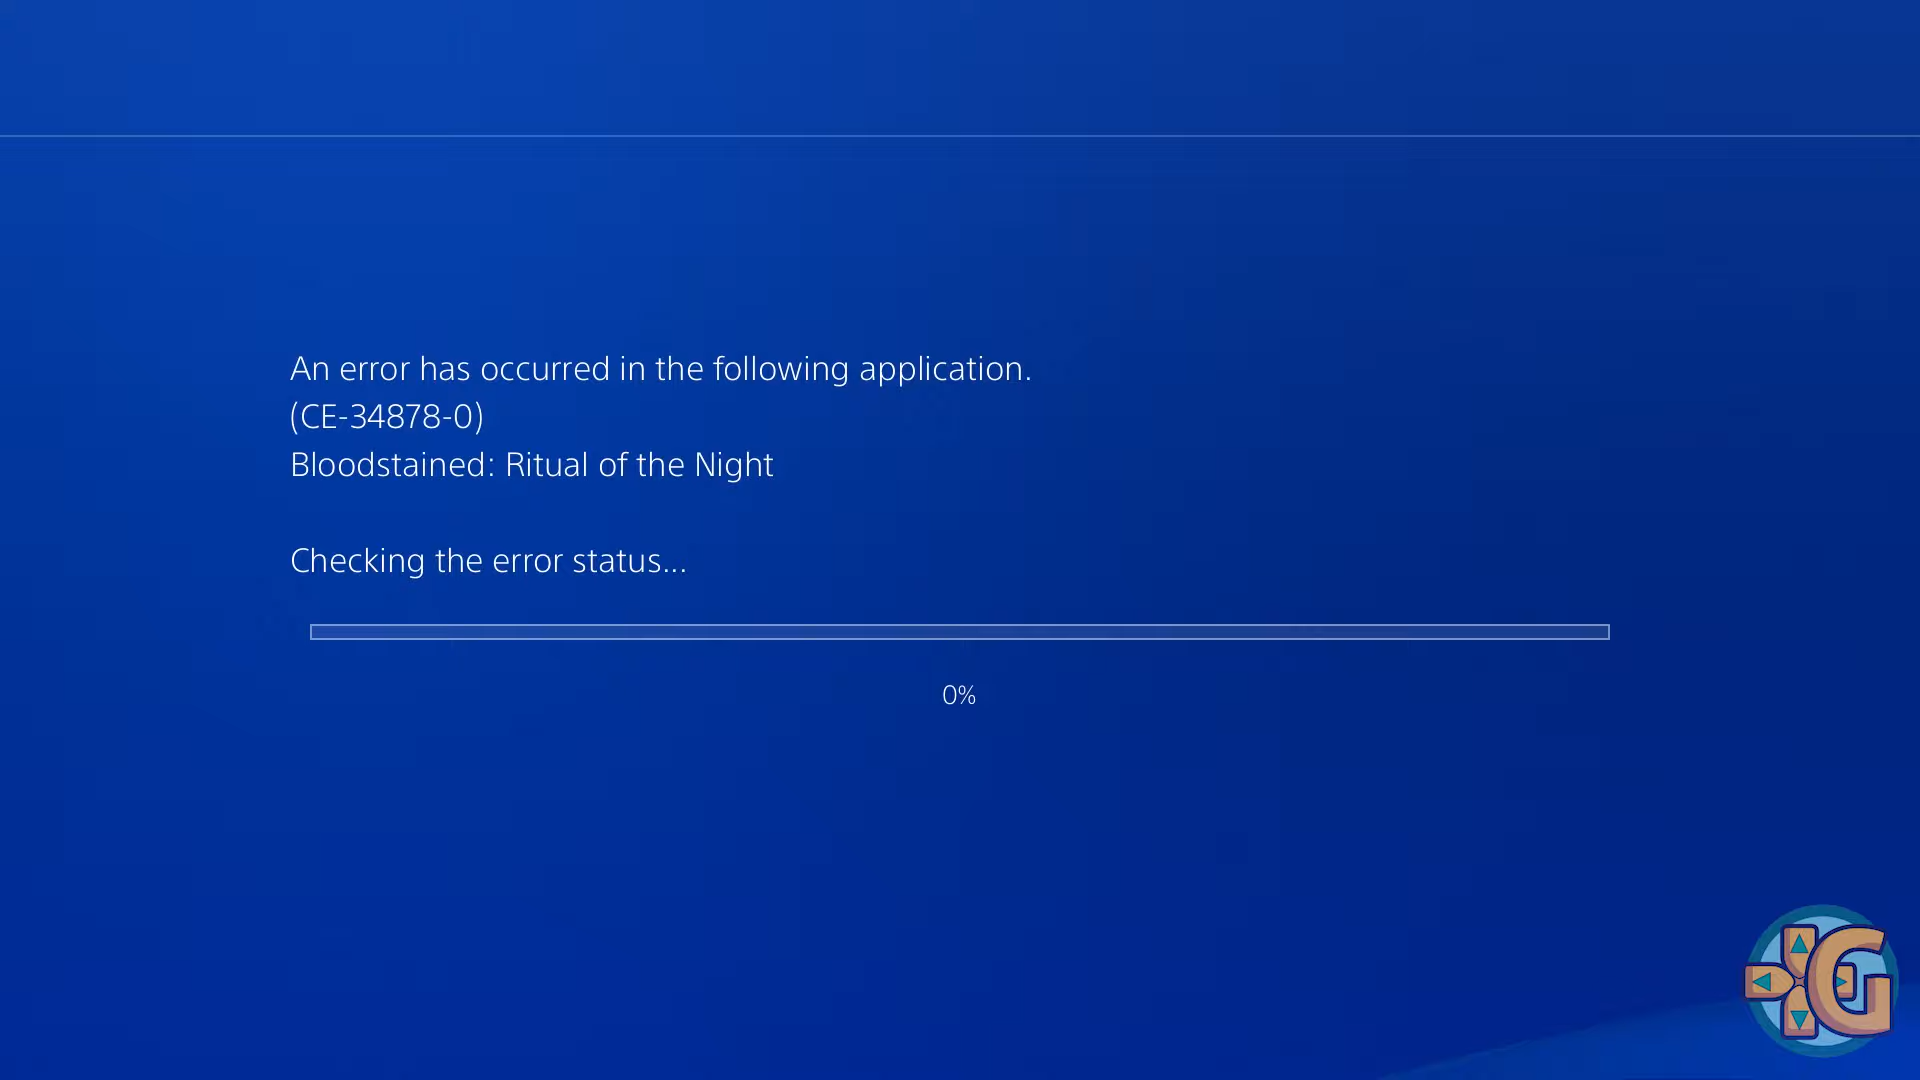 An error has occurred in the following application.
(CE-34878-0)
Bloodstained: Ritual of the Night
Checking the error status...
0%
G